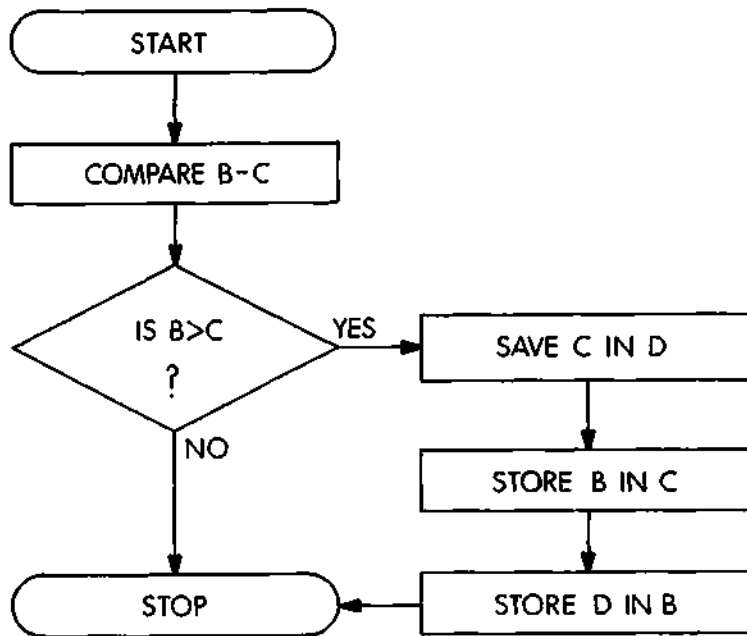 START
COMPARE B-C
IS B>C
?
YES
NO
SAVE C IN D
STORE B IN C
STORE D IN B
STOP